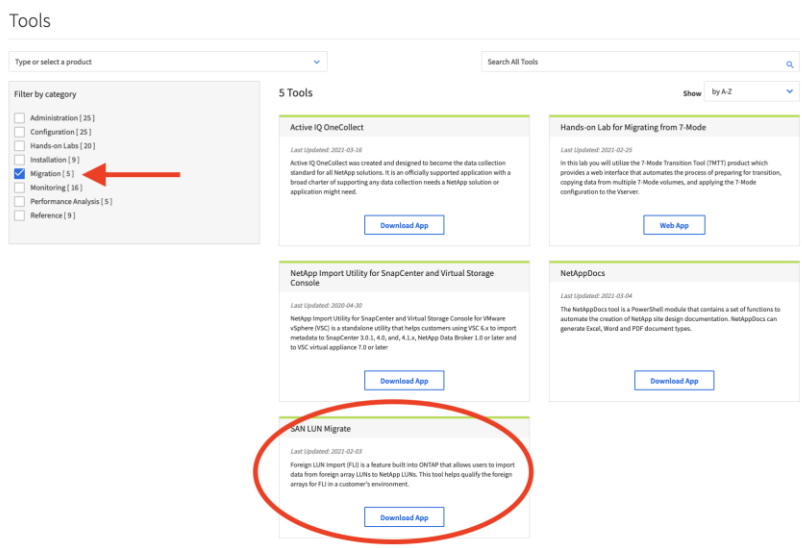 Tools
Type or select a product
Search All Tools
Filter by category
Administration [ 25 ]
Configuration [ 25 ]
Hands-on Labs [ 20 ]
Installation [ 9 ]
Migration [ 5 ]
Monitoring [ 16 ]
Performance Analysis [ 5 ]
Reference [ 9 ]
5 Tools
Show
by A-Z
Active IQ OneCollect
Last Updated: 2021-03-16
Active IQ OneCollect was created and designed to become the data collection
standard for all NetApp solutions. It is an officially supported application with a
broad charter of supporting any data collection needs a NetApp solution or
application might need.
Download App
Hands-on Lab for Migrating from 7-Mode
Last Updated: 2021-02-25
In this lab you will utilize the 7-Mode Transition Tool (7MTT) product which
provides a web interface that automates the process of preparing for transition,
copying data from multiple 7-Mode volumes, and applying the 7-Mode
configuration to the Vserver.
Web App
NetApp Import Utility for SnapCenter and Virtual Storage
Console
Last Updated: 2020-04-30
NetApp Import Utility for SnapCenter and Virtual Storage Console for VMware
vSphere (VSC) is a standalone utility that helps customers using VSC 6.x to import
metadata to SnapCenter 3.0.1, 4.0, and, 4.1.x, NetApp Data Broker 1.0 or later and
to VSC virtual appliance 7.0 or later
Download App
NetAppDocs
Last Updated: 2021-03-04
The NetAppDocs tool is a PowerShell module that contains a set of functions to
automate the creation of NetApp site design documentation. NetAppDocs can
generate Excel, Word and PDF document types.
Download App
SAN LUN Migrate
Last Updated: 2021-02-03
Foreign LUN Import (FLI) is a feature built into ONTAP that allows users to import
data from foreign array LUNs to NetApp LUNs. This tool helps qualify the foreign
arrays for FLI in a customer's environment.
Download App